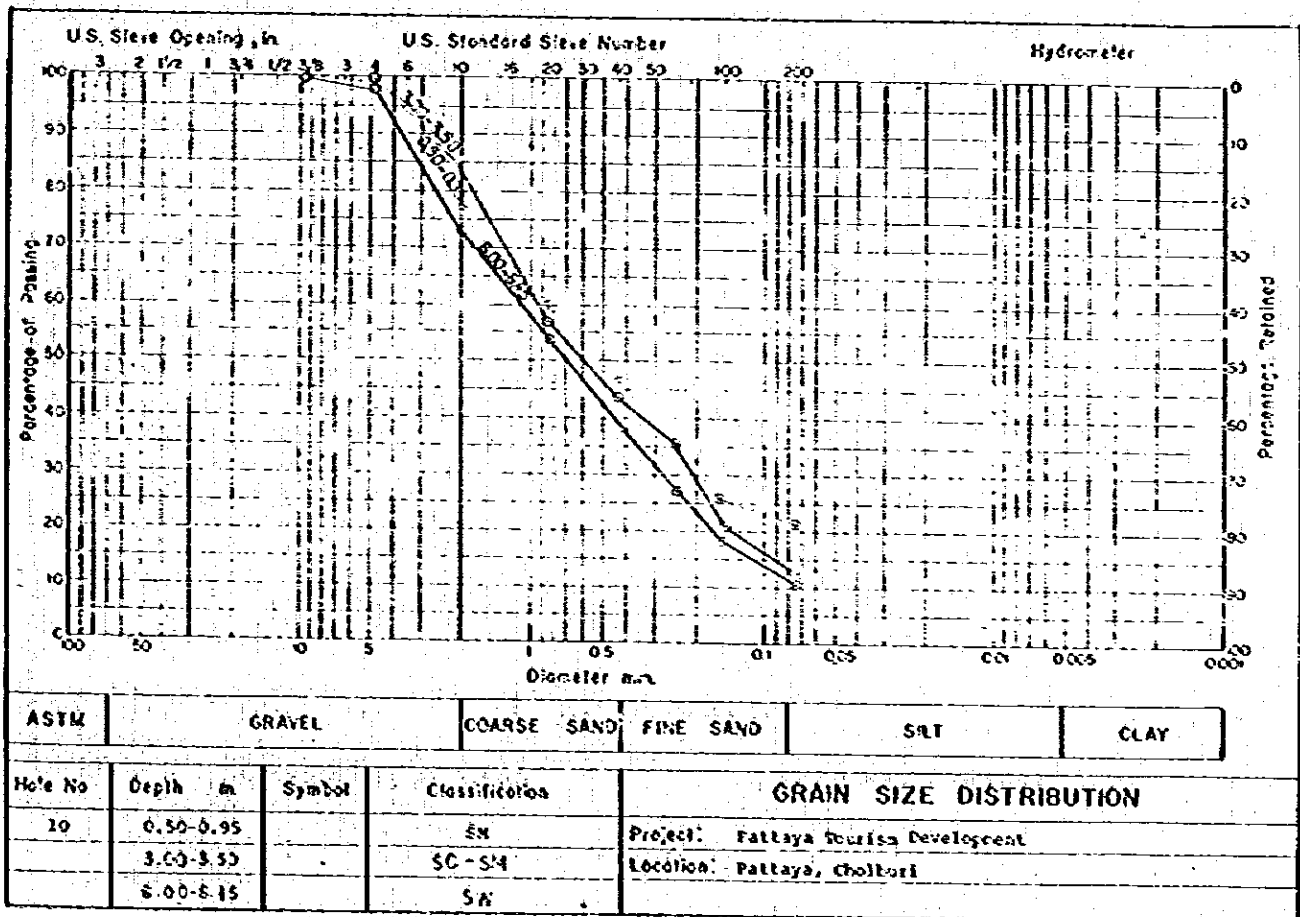 U.S. Sieve Opening, in. U.S. Standard Sieve Number Hydrometer
3 2 1 1/2 1 3/4 1/2 3/8 3 4 6 10 16 20 30 40 50 100 200
100 0
90 10
80 20
70 30
60 40
50 50
40 60
30 70
20 80
10 90
0 100
Percentage of Passing
Percentage Retained
0.50-0.95
100 50 10 5 1 0.5 0.1 0.05 0.01 0.005 0.001
Diameter mm.
ASTM GRAVEL COARSE SAND FINE SAND SILT CLAY
Hole No Depth m Symbol Classification GRAIN SIZE DISTRIBUTION
10 0.50-0.95 SM Project: Pattaya Tourism Development
3.00-3.50 SC-SM Location: Pattaya, Cholburi